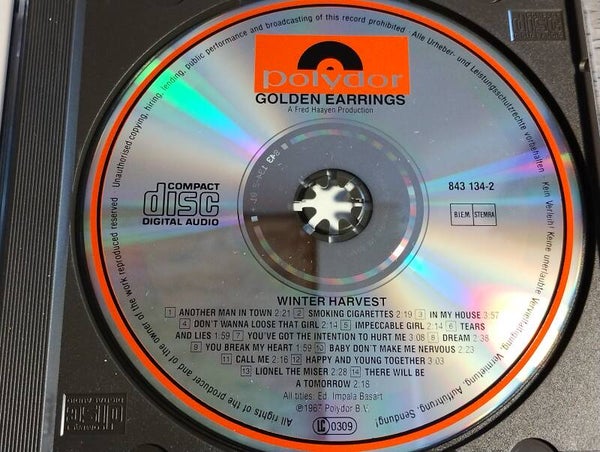 Unauthorised copying, hiring, lending, public performance and broadcasting of this record prohibited · Alle Urheber- und Leistungsschutzrechte vorbehalten · Kein Verleih! Keine unerlaubte Vervielfältigung, Vermietung, Aufführung, Sendung!
All rights of the producer and of the owner of the work reproduced reserved ·
polydor
GOLDEN EARRINGS
A Fred Haayen Production
COMPACT
disc
DIGITAL AUDIO
843 134-2
B.I.E.M. STEMRA
WINTER HARVEST
1 ANOTHER MAN IN TOWN 2:21 2 SMOKING CIGARETTES 2:19 3 IN MY HOUSE 3:57
4 DON'T WANNA LOOSE THAT GIRL 2:14 5 IMPECCABLE GIRL 2:14 6 TEARS
AND LIES 1:59 7 YOU'VE GOT THE INTENTION TO HURT ME 3:08 8 DREAM 2:38
9 YOU BREAK MY HEART 1:59 10 BABY DON'T MAKE ME NERVOUS 2:23
11 CALL ME 2:16 12 HAPPY AND YOUNG TOGETHER 3:03
13 LIONEL THE MISER 2:28 14 THERE WILL BE
A TOMORROW 2:16
All titles: Ed. Impala Basart
℗ 1967 Polydor B.V.
LC 0309